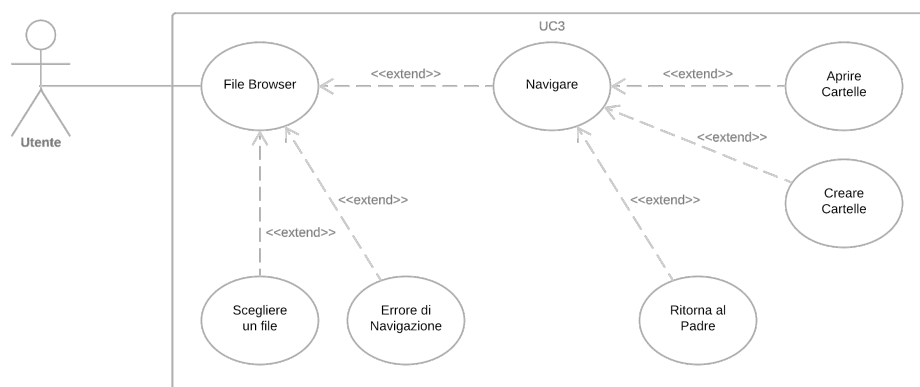 UC3
<<extend>>
<<extend>>
File Browser
Navigare
Aprire
Cartelle
Utente
<<extend>>
<<extend>>
<<extend>>
Creare
Cartelle
<<extend>>
Scegliere
un file
Errore di
Navigazione
Ritorna al
Padre